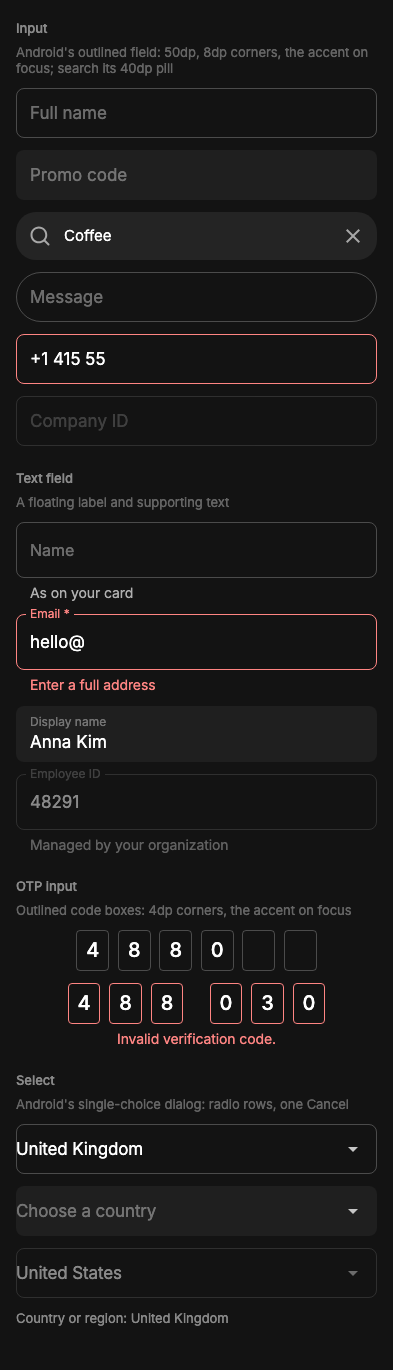 Input
Android's outlined field: 50dp, 8dp corners, the accent on
focus; search its 40dp pill
Full name
Promo code
Coffee
Message
+1 415 55
Company ID
Text field
A floating label and supporting text
Name
As on your card
Email *
hello@
Enter a full address
Display name
Anna Kim
Employee ID
48291
Managed by your organization
OTP Input
Outlined code boxes: 4dp corners, the accent on focus
4 8 8 0
4 8 8 0 3 0
Invalid verification code.
Select
Android's single-choice dialog: radio rows, one Cancel
United Kingdom
Choose a country
United States
Country or region: United Kingdom